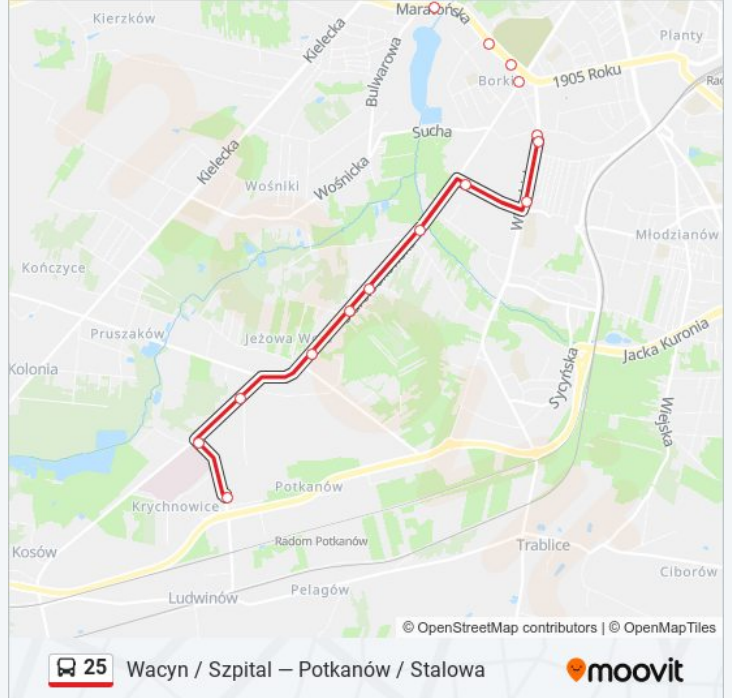 Kierzków
Maratońska
Kielecka
Planty
Bulwarowa
Borki
1905 Roku
Sucha
Kielecka
Wośnicka
Wośniki
Młodzianów
Kończyce
Pruszaków
Jeżowa Wo
Jacka Kuronia
Kolonia
Sycyńska
Wiejska
Potkanów
Krychnowice
Radom Potkanów
Kosów
Trablice
Pelagów
Ciborów
Ludwinów
© OpenStreetMap contributors | © OpenMapTiles
25 Wacyn / Szpital — Potkanów / Stalowa
moovit